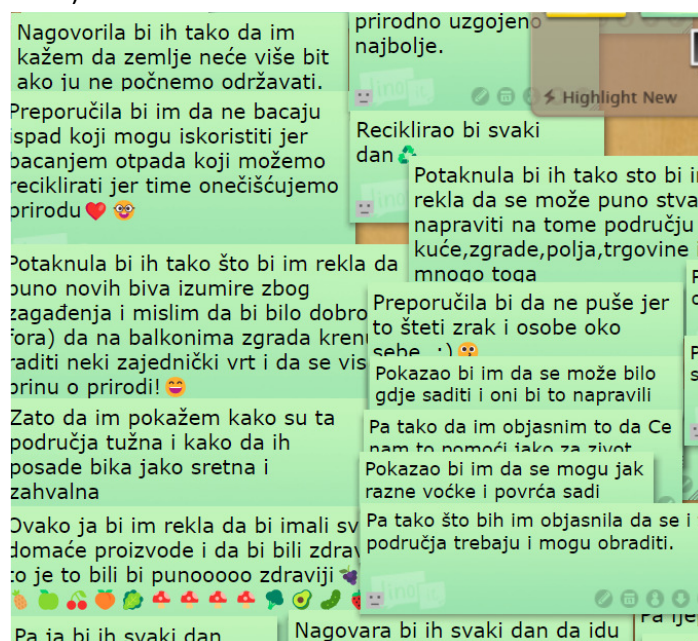 Nagovorila bi ih tako da im
kažem da zemlje neće više bit
ako ju ne počnemo održavati.
prirodno uzgojeno
najbolje.
Highlight New
Preporučila bi im da ne bacaju
ispad koji mogu iskoristiti jer
bacanjem otpada koji možemo
reciklirati jer time onečišćujemo
prirodu❤️🤓
Reciklirao bi svaki
dan♻️
Potaknula bi ih tako sto bi
rekla da se može puno
napraviti na tome području
kuće,zgrade,polja,trgovine
mnogo toga
Potaknula bi ih tako što bi im rekla da
puno novih biva izumire zbog
zagađenja i mislim da bi bilo dobro
fora) da na balkonima zgrada
raditi neki zajednički vrt i da se
brinu o prirodi!😄
Preporučila bi da ne puše jer
to šteti zrak i osobe oko
sebe :)
Pokazao bi im da se može bilo
gdje saditi i oni bi to napravili
Zato da im pokažem kako su ta
područja tužna i kako da ih
posade bika jako sretna i
zahvalna
Pa tako da im objasnim to da Ce
nam to pomoći jako za zivot
Pokazao bi im da se mogu jak
razne voćke i povrća sadi
Ovako ja bi im rekla da bi imali
domaće proizvode i da bi bili
to je to bili bi punooooo zdraviji🍇
🍍🍏🍒🍑🥬🍄🍄🍄🍄🥦🥑🥒🍓
Pa tako što bih im objasnila da se i
područja trebaju i mogu obraditi.
lino it
Pa ja bi ih svaki dan
Nagovara bi ih svaki dan da idu